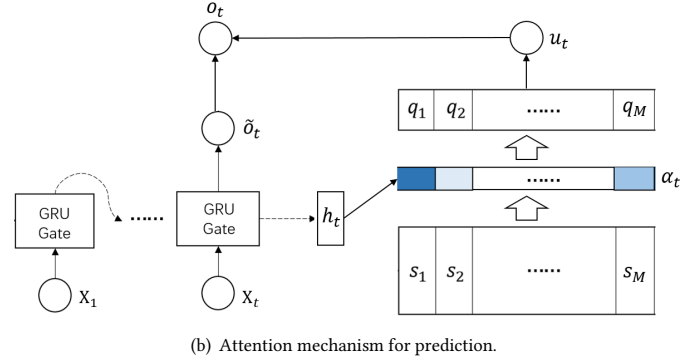 o_t
u_t
q_1 q_2 ...... q_M
õ_t
α_t
GRU Gate ...... GRU Gate h_t
s_1 s_2 ...... s_M
X_1 X_t
(b) Attention mechanism for prediction.